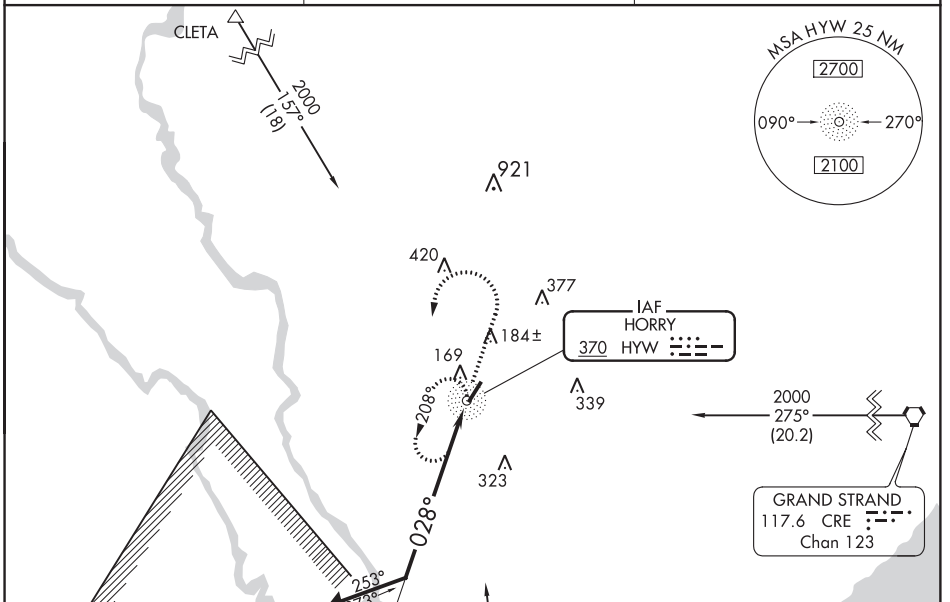 CLETA
2000
157°
(18)
MSA HYW 25 NM
2700
090°
270°
2100
921
420
377
184±
169
IAF
HORRY
370 HYW
339
208°
2000
275°
(20.2)
323
028°
GRAND STRAND
117.6 CRE
Chan 123
253°